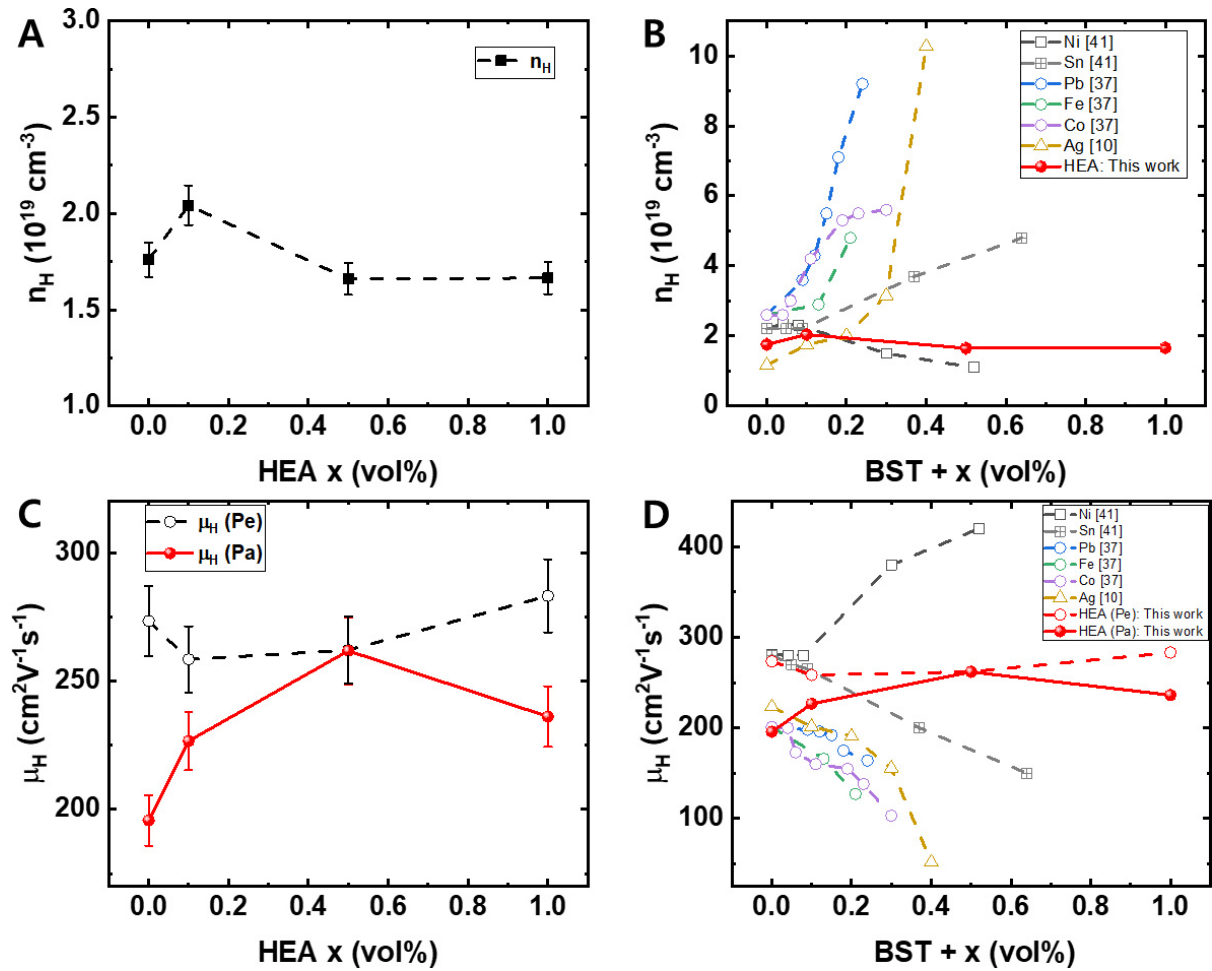 A
3.0
2.5
2.0
1.5
1.0
n_H (10^19 cm^-3)
n_H
0.0 0.2 0.4 0.6 0.8 1.0
HEA x (vol%)
B
10
8
6
4
2
0
n_H (10^19 cm^-3)
Ni [41]
Sn [41]
Pb [37]
Fe [37]
Co [37]
Ag [10]
HEA: This work
0.0 0.2 0.4 0.6 0.8 1.0
BST + x (vol%)
C
300
250
200
μ_H (cm^2V^-1s^-1)
μ_H (Pe)
μ_H (Pa)
0.0 0.2 0.4 0.6 0.8 1.0
HEA x (vol%)
D
400
300
200
100
μ_H (cm^2V^-1s^-1)
Ni [41]
Sn [41]
Pb [37]
Fe [37]
Co [37]
Ag [10]
HEA (Pe): This work
HEA (Pa): This work
0.0 0.2 0.4 0.6 0.8 1.0
BST + x (vol%)